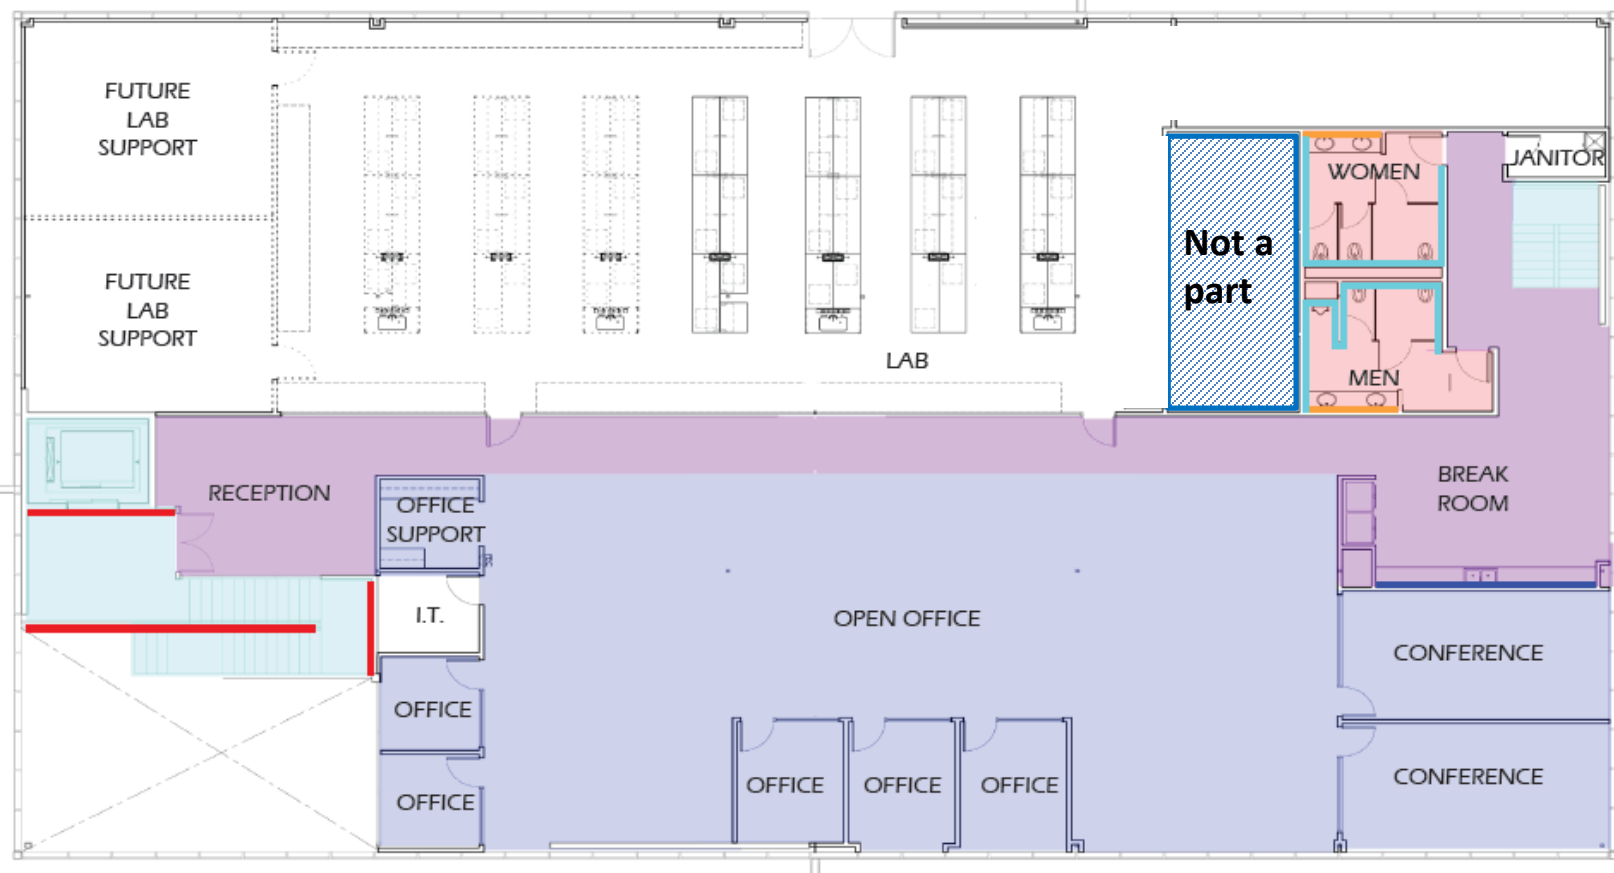 FUTURE
LAB
SUPPORT
WOMEN
JANITOR
Not a
part
FUTURE
LAB
SUPPORT
LAB
MEN
RECEPTION
OFFICE
SUPPORT
BREAK
ROOM
I.T.
OPEN OFFICE
CONFERENCE
OFFICE
OFFICE
OFFICE
OFFICE
CONFERENCE
OFFICE